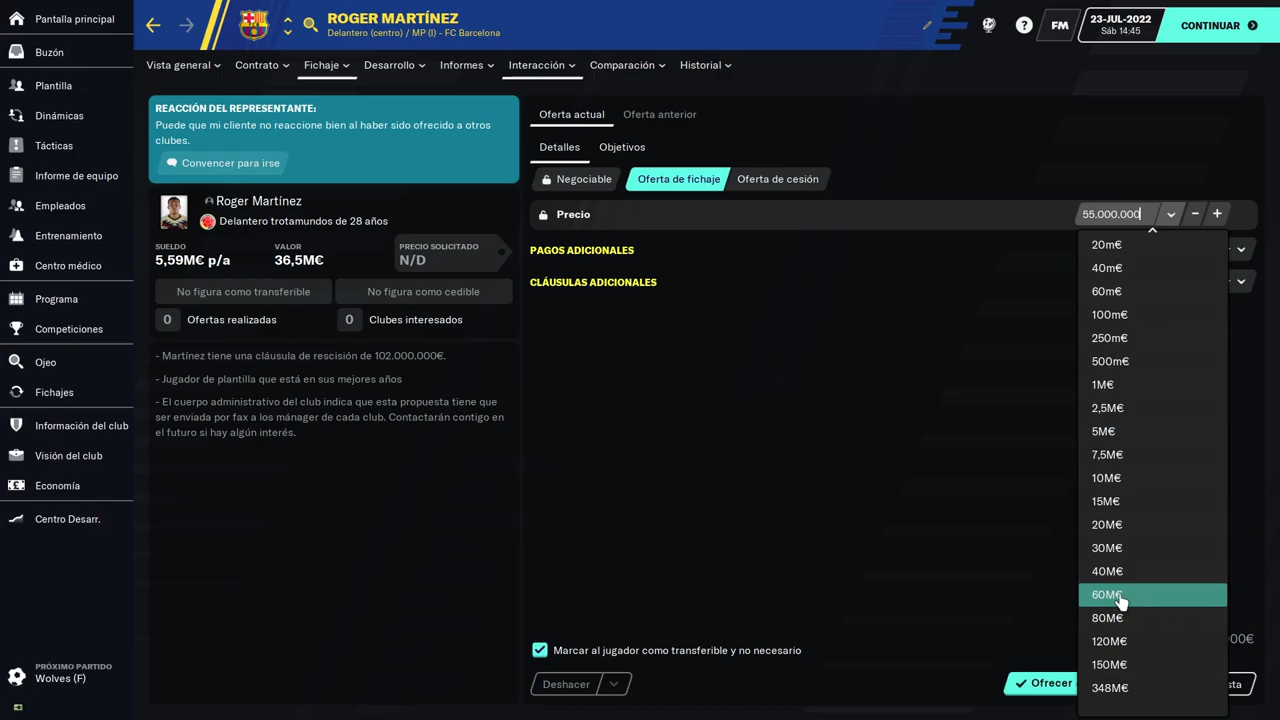 Pantalla principal
Buzón
Plantilla
Dinámicas
Tácticas
Informe de equipo
Empleados
Entrenamiento
Centro médico
Programa
Competiciones
Ojeo
Fichajes
Información del club
Visión del club
Economía
Centro Desarr.
PRÓXIMO PARTIDO
Wolves (F)
ROGER MARTÍNEZ
Delantero (centro) / MP (I) - FC Barcelona
? FM
23-JUL-2022
Sáb 14:45
CONTINUAR
Vista general Contrato Fichaje Desarrollo Informes Interacción Comparación Historial
REACCIÓN DEL REPRESENTANTE:
Puede que mi cliente no reaccione bien al haber sido ofrecido a otros
clubes.
Convencer para irse
Roger Martínez
Delantero trotamundos de 28 años
SUELDO VALOR PRECIO SOLICITADO
5,59M€ p/a 36,5M€ N/D
No figura como transferible No figura como cedible
0 Ofertas realizadas 0 Clubes interesados
- Martínez tiene una cláusula de rescisión de 102.000.000€.
- Jugador de plantilla que está en sus mejores años
- El cuerpo administrativo del club indica que esta propuesta tiene que
ser enviada por fax a los mánager de cada club. Contactarán contigo en
el futuro si hay algún interés.
Oferta actual Oferta anterior
Detalles Objetivos
Negociable Oferta de fichaje Oferta de cesión
Precio 55.000.000 - +
PAGOS ADICIONALES
CLÁUSULAS ADICIONALES
20m€
40m€
60m€
100m€
250m€
500m€
1M€
2,5M€
5M€
7,5M€
10M€
15M€
20M€
30M€
40M€
60M€
80M€
120M€
150M€
348M€
Marcar al jugador como transferible y no necesario
Deshacer Ofrecer